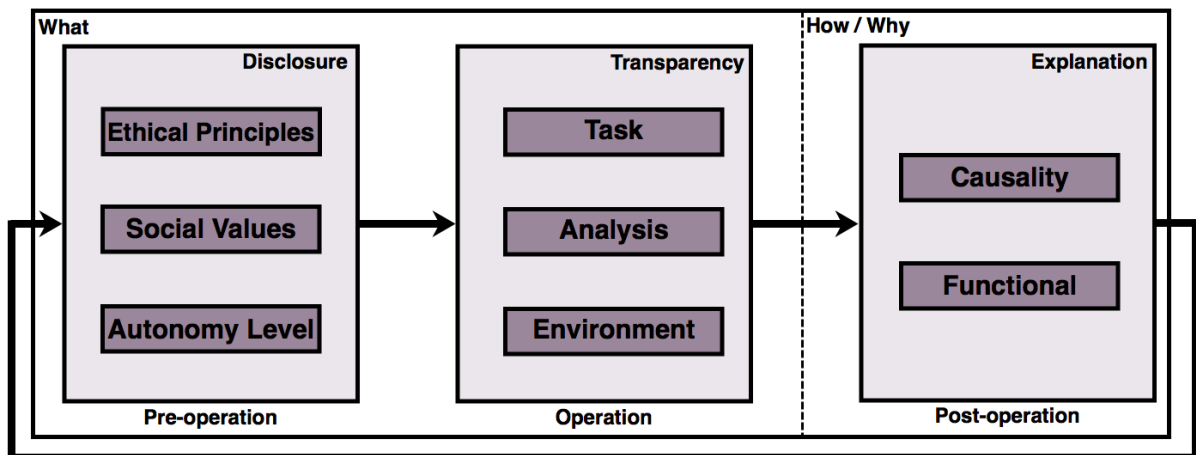 What
Disclosure
Ethical Principles
Social Values
Autonomy Level
Pre-operation
Transparency
Task
Analysis
Environment
Operation
How / Why
Explanation
Causality
Functional
Post-operation